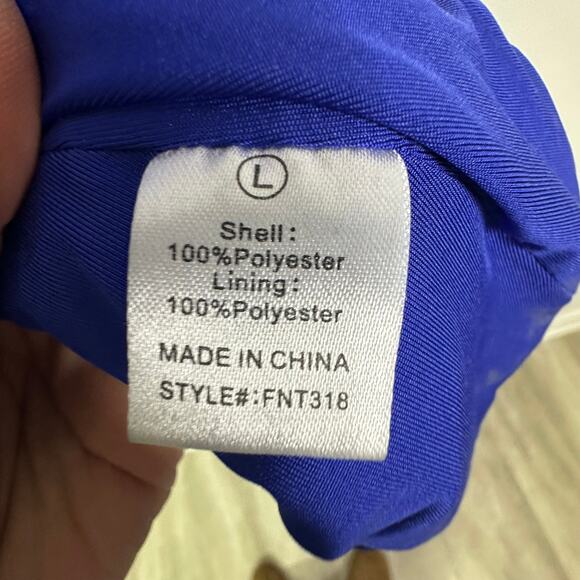 L
Shell:
100%Polyester
Lining:
100%Polyester
MADE IN CHINA
STYLE#:FNT318